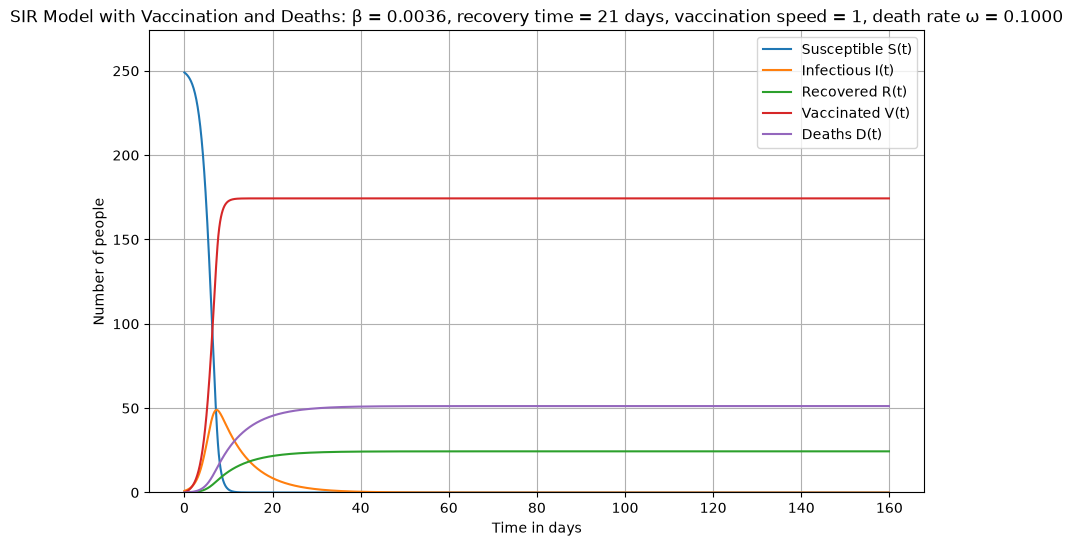 SIR Model with Vaccination and Deaths: β = 0.0036, recovery time = 21 days, vaccination speed = 1, death rate ω = 0.1000
Susceptible S(t)
Infectious I(t)
Recovered R(t)
Vaccinated V(t)
Deaths D(t)
Number of people
250
200
150
100
50
0
0 20 40 60 80 100 120 140 160
Time in days